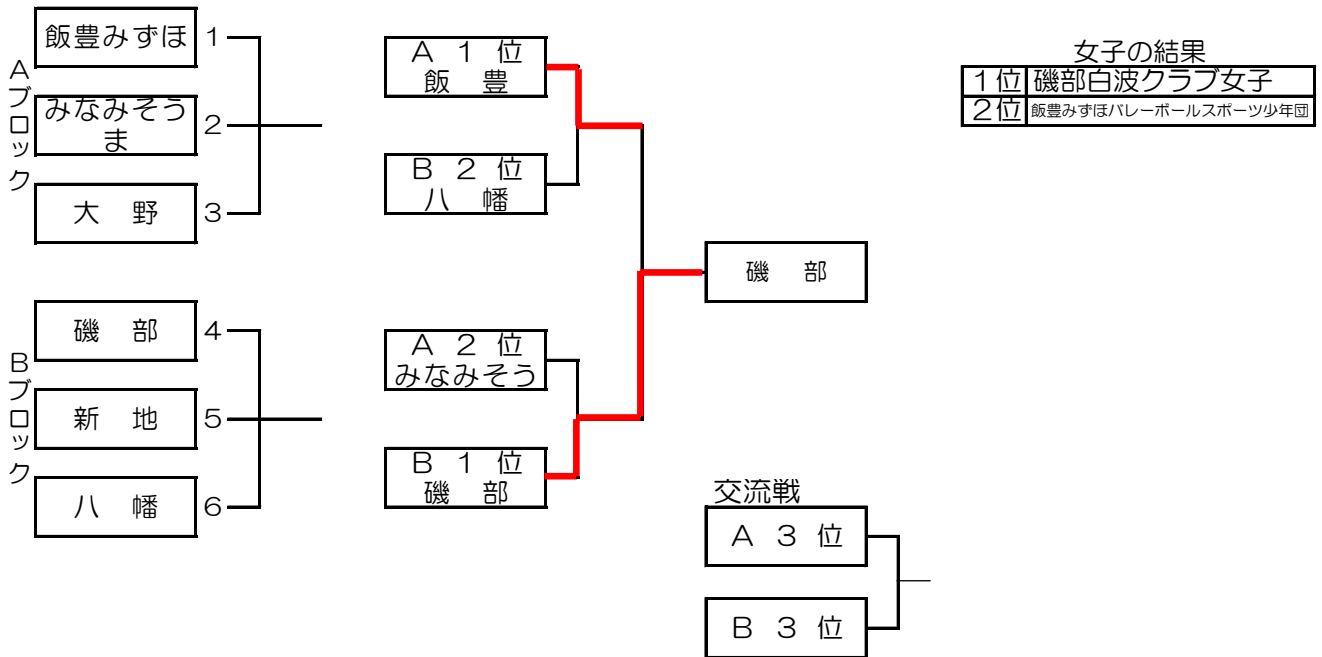 Aブロック
飯豊みずほ 1
みなみそう
ま
2
大 野 3
Bブロック
磯 部 4
新 地 5
八 幡 6
A 1 位
飯 豊
B 2 位
八 幡
A 2 位
みなみそう
B 1 位
磯 部
磯 部
交流戦
A 3 位
B 3 位
女子の結果
1位 磯部白波クラブ女子
2位 飯豊みずほバレーボールスポーツ少年団